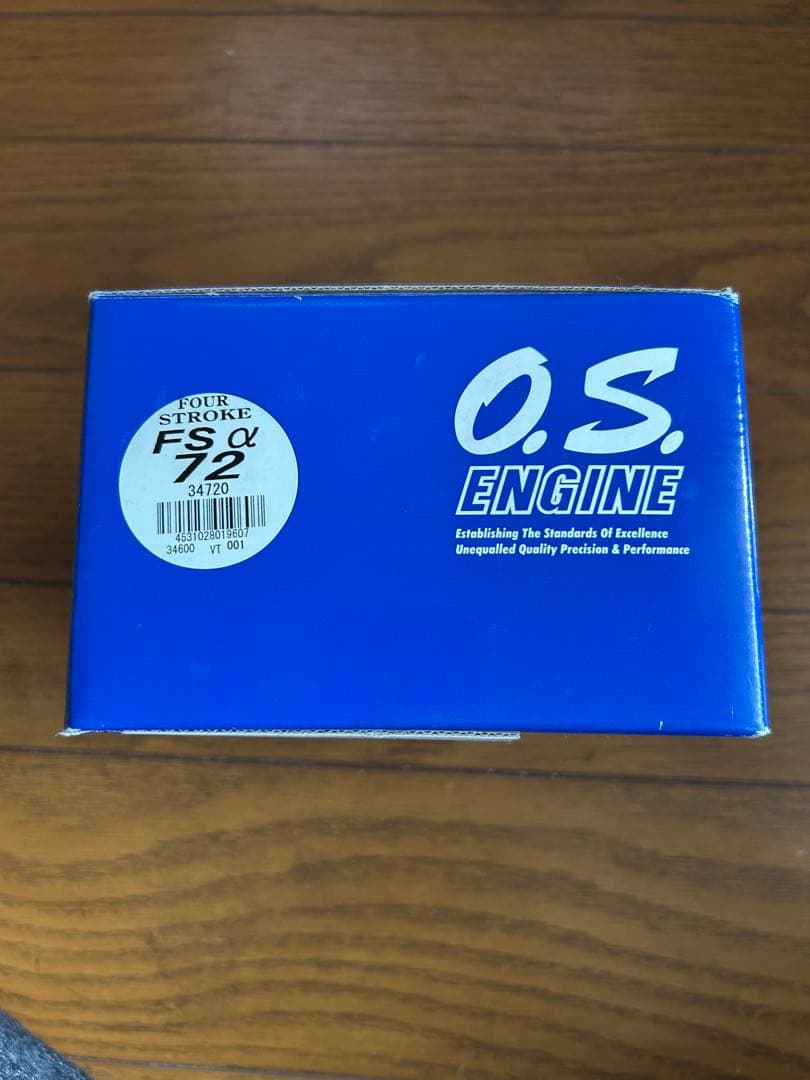 FOUR
STROKE
FS α
72
34720
4531028019607
34600 VT 001
O.S.
ENGINE
Establishing The Standards Of Excellence
Unequalled Quality Precision & Performance